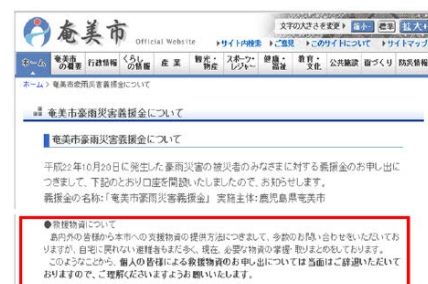 文字の大きさを変更 縮小 標準 拡大
奄美市 Official Website
サイト内検索 ご意見 このサイトについて サイトマップ
ホーム 奄美市の概要 行政情報 くらしの情報 産業 観光・物産 スポーツ・レジャー 健康・福祉 教育・文化 公共施設 街づくり 防災情報
ホーム > 奄美市豪雨災害義援金について
奄美市豪雨災害義援金について
奄美市豪雨災害義援金について
平成22年10月20日に発生した豪雨災害の被災者のみなさまに対する義援金のお申し出に
つきまして、下記のとおり口座を開設いたしましたので、お知らせします。
義援金の名称:「奄美市豪雨災害義援金」 実施主体:鹿児島県奄美市
●救援物資について
島内外の皆様から本市への支援物資の提供方法につきまして、多数のお問い合わせをいただいてお
りますが、自宅に戻れない避難者もまだ多く、現在、必要な物資の掌握・取りまとめをしております。
このようなことから、個人の皆様による救援物資のお申し出については当面はご辞退いただいて
おりますので、ご理解くださいますようお願いいたします。